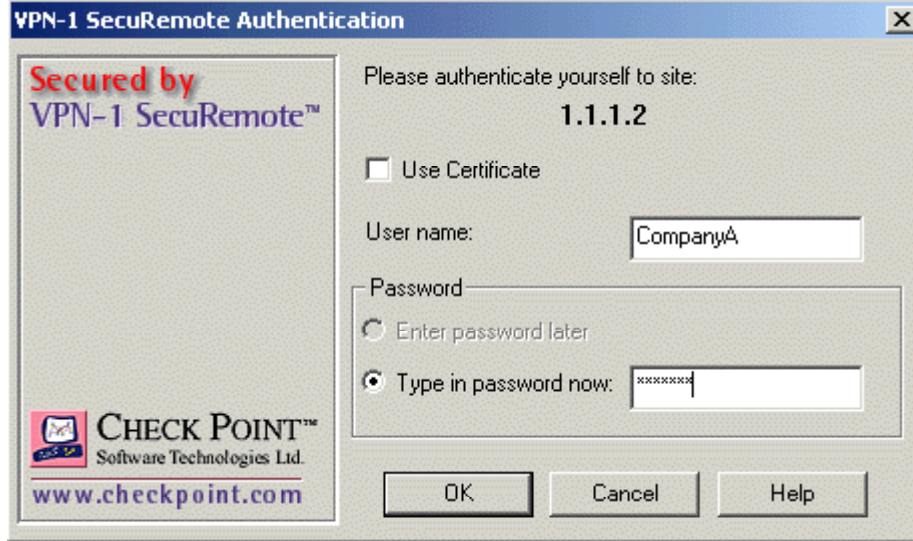 VPN-1 SecuRemote Authentication
Secured by
VPN-1 SecuRemote™
CHECK POINT™
Software Technologies Ltd.
www.checkpoint.com
Please authenticate yourself to site:
1.1.1.2
Use Certificate
User name:
CompanyA
Password
Enter password later
Type in password now:
×××××××
OK
Cancel
Help